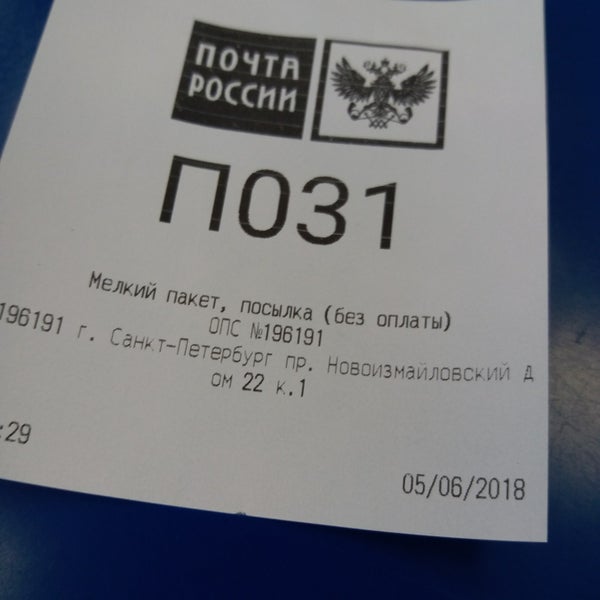 ПОЧТА
РОССИИ
П031
Мелкий пакет, посылка (без оплаты)
ОПС №196191
196191 г. Санкт-Петербург пр. Новоизмайловский д
ом 22 к.1
:29
05/06/2018